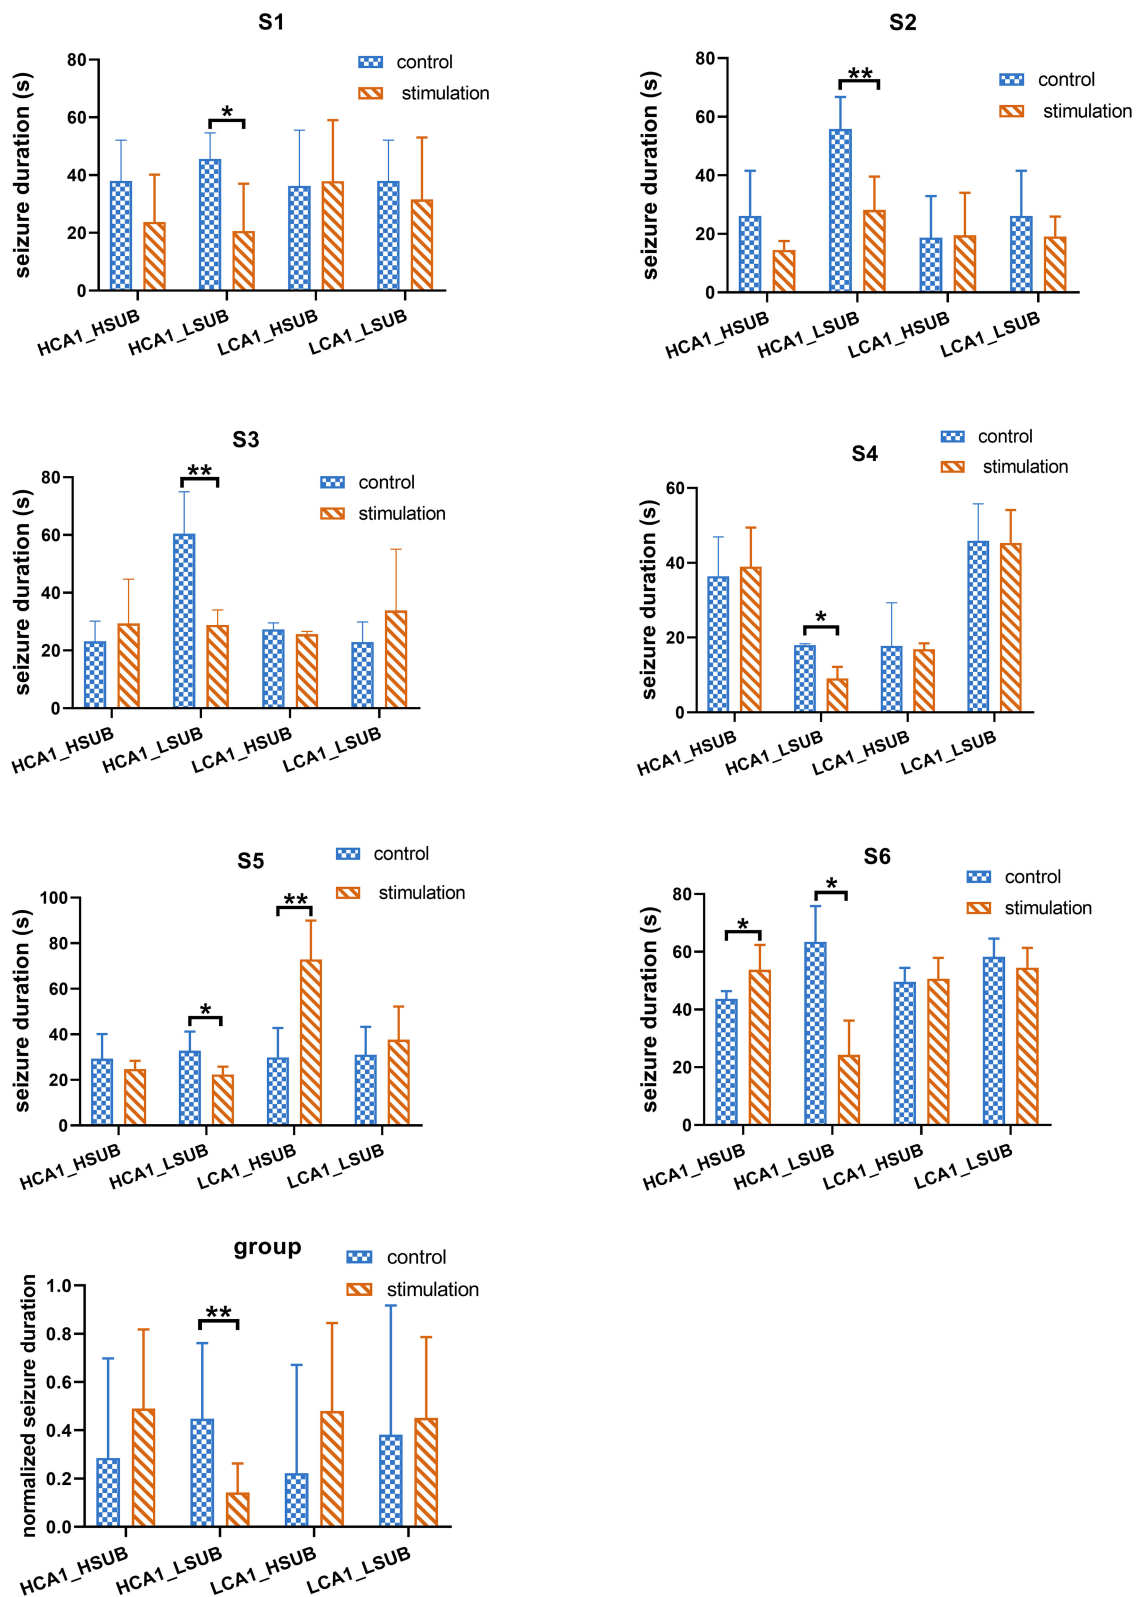 S1
control
stimulation
seizure duration (s)
80
60
40
20
0
*
HCA1_HSUB
HCA1_LSUB
LCA1_HSUB
LCA1_LSUB
S2
control
stimulation
seizure duration (s)
80
60
40
20
0
**
HCA1_HSUB
HCA1_LSUB
LCA1_HSUB
LCA1_LSUB
S3
control
stimulation
seizure duration (s)
80
60
40
20
0
**
HCA1_HSUB
HCA1_LSUB
LCA1_HSUB
LCA1_LSUB
S4
control
stimulation
seizure duration (s)
60
40
20
0
*
HCA1_HSUB
HCA1_LSUB
LCA1_HSUB
LCA1_LSUB
S5
control
stimulation
seizure duration (s)
100
80
60
40
20
0
*
**
HCA1_HSUB
HCA1_LSUB
LCA1_HSUB
LCA1_LSUB
S6
control
stimulation
seizure duration (s)
80
60
40
20
0
*
*
HCA1_HSUB
HCA1_LSUB
LCA1_HSUB
LCA1_LSUB
group
control
stimulation
normalized seizure duration
1.0
0.8
0.6
0.4
0.2
0.0
**
HCA1_HSUB
HCA1_LSUB
LCA1_HSUB
LCA1_LSUB